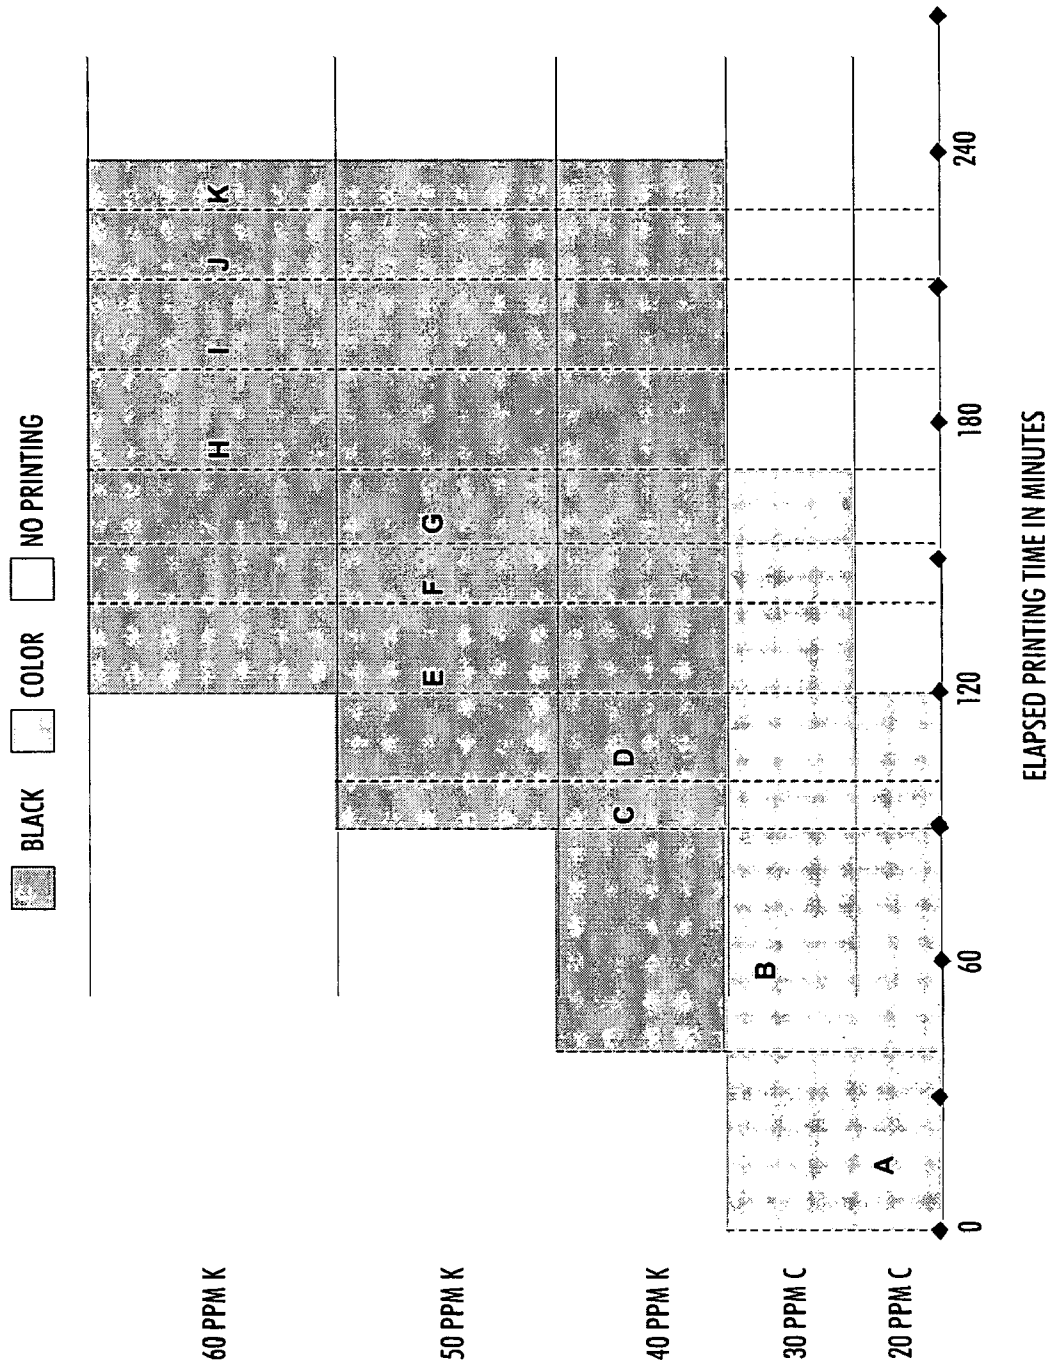 BLACK
COLOR
NO PRINTING
60 PPM K
50 PPM K
40 PPM K
30 PPM C
20 PPM C
A
B
C
D
E
F
G
H
I
J
K
0
60
120
180
240
ELAPSED PRINTING TIME IN MINUTES